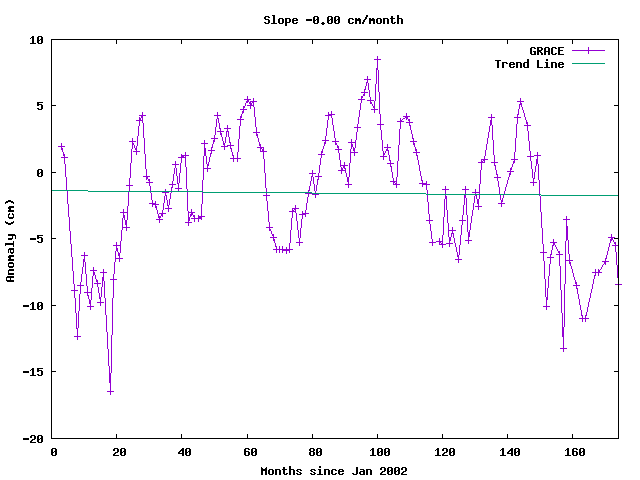 Slope -0.00 cm/month
GRACE
Trend Line
Anomaly (cm)
10
5
0
-5
-10
-15
-20
0 20 40 60 80 100 120 140 160
Months since Jan 2002